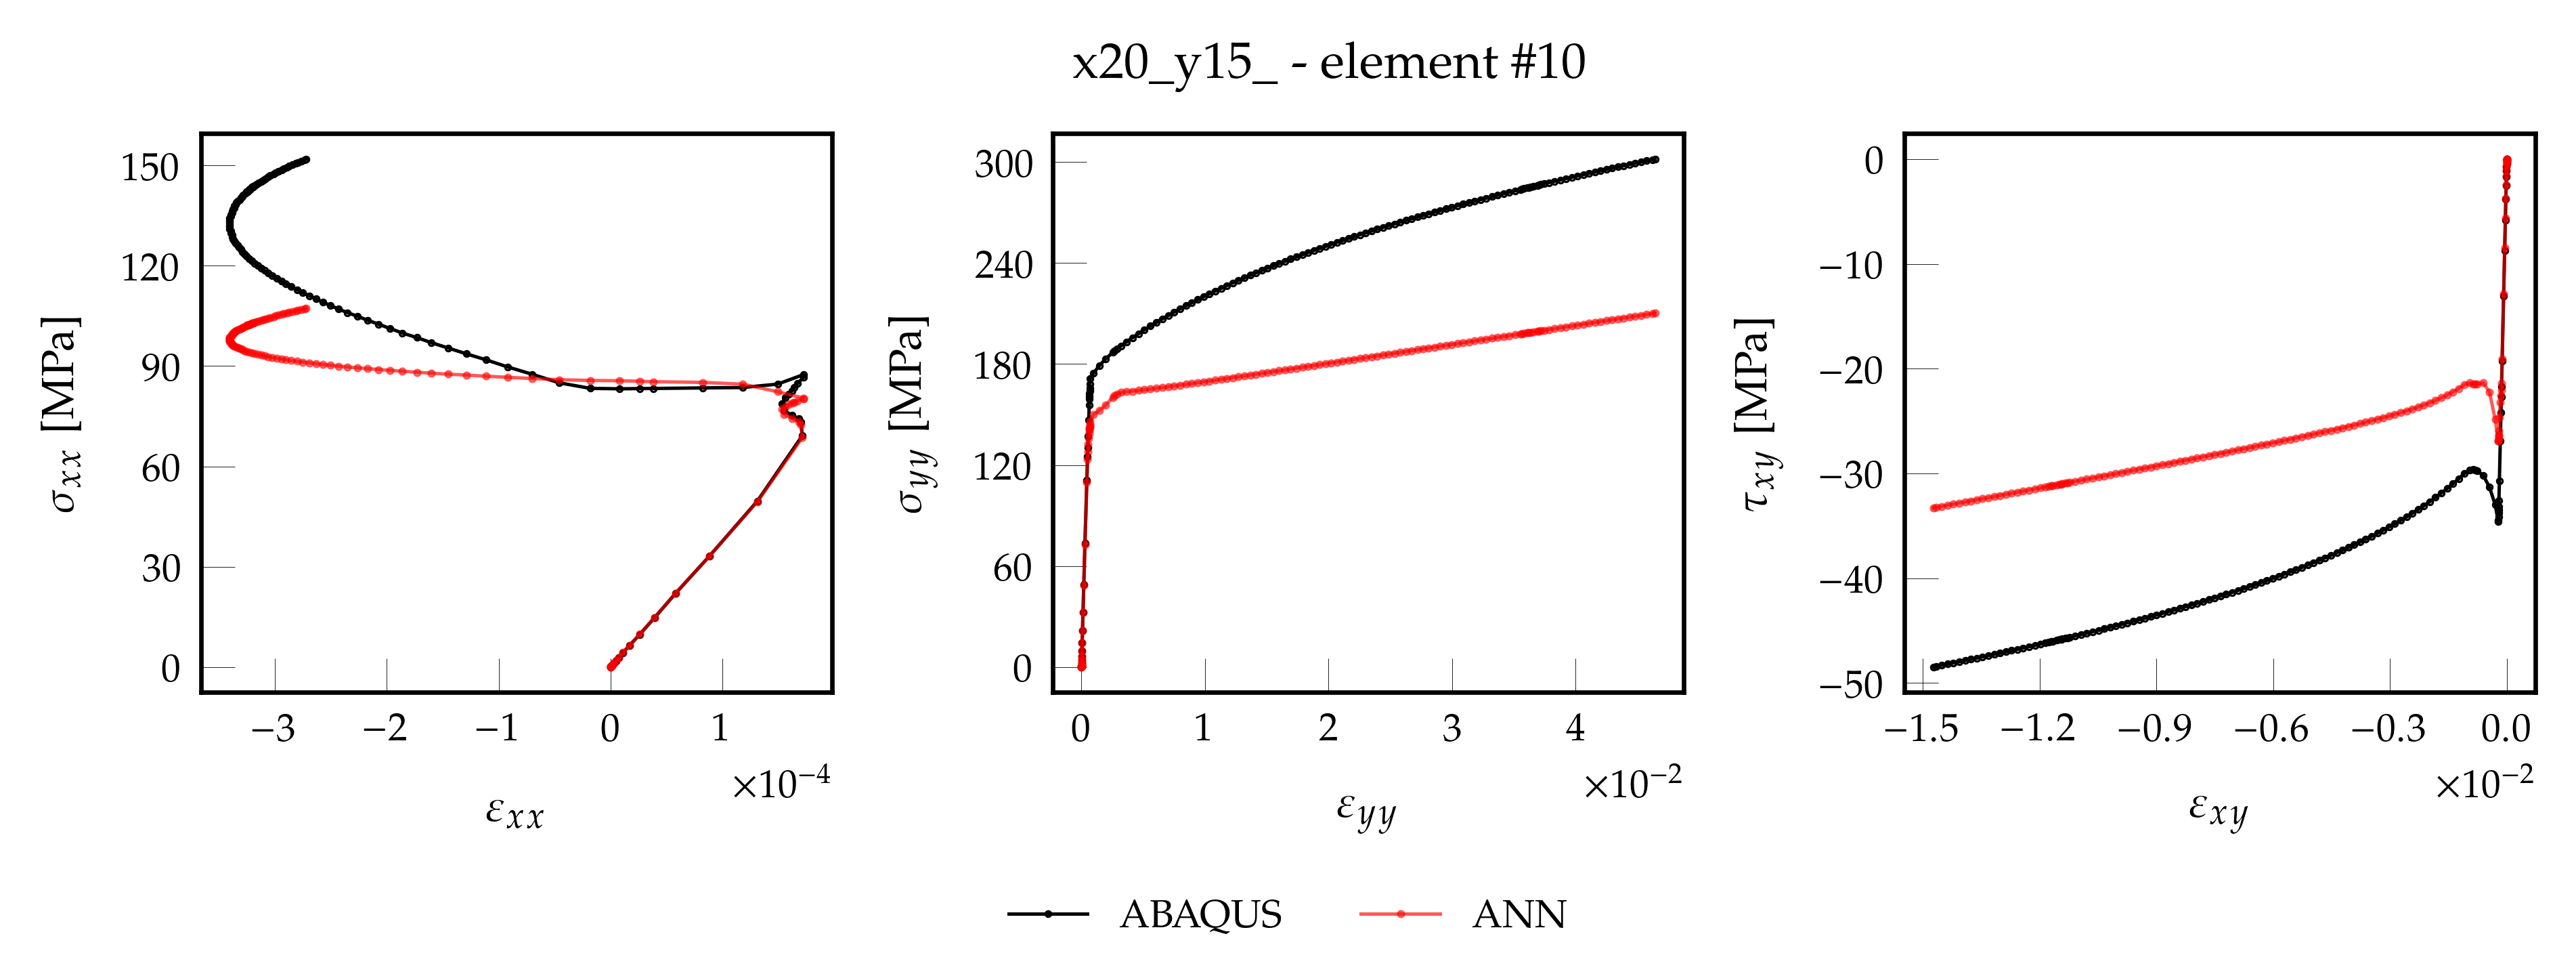 x20_y15_ - element #10
150
120
90
60
30
0
σxx [MPa]
−3 −2 −1 0 1
×10−4
εxx
300
240
180
120
60
0
σyy [MPa]
0 1 2 3 4
×10−2
εyy
0
−10
−20
−30
−40
−50
τxy [MPa]
−1.5 −1.2 −0.9 −0.6 −0.3 0.0
×10−2
εxy
ABAQUS ANN